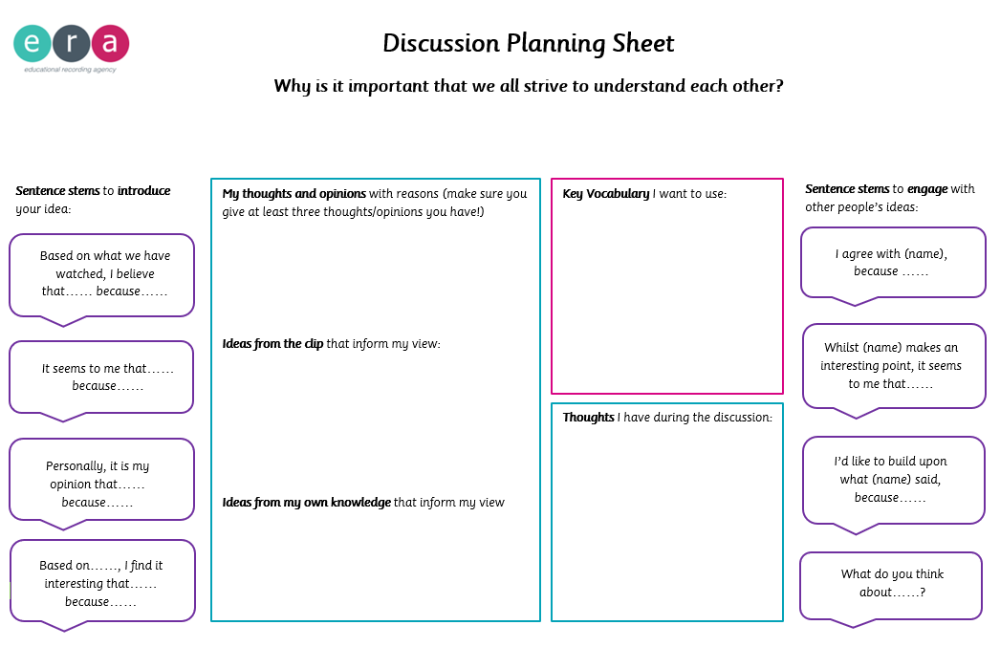 era
educational recording agency
Discussion Planning Sheet
Why is it important that we all strive to understand each other?
Sentence stems to introduce
your idea:
Based on what we have
watched, I believe
that...... because......
It seems to me that......
because......
Personally, it is my
opinion that......
because......
Based on......, I find it
interesting that......
because......
My thoughts and opinions with reasons (make sure you
give at least three thoughts/opinions you have!)
Ideas from the clip that inform my view:
Ideas from my own knowledge that inform my view
Key Vocabulary I want to use:
Thoughts I have during the discussion:
Sentence stems to engage with
other people's ideas:
I agree with (name),
because ......
Whilst (name) makes an
interesting point, it seems
to me that......
I'd like to build upon
what (name) said,
because......
What do you think
about......?